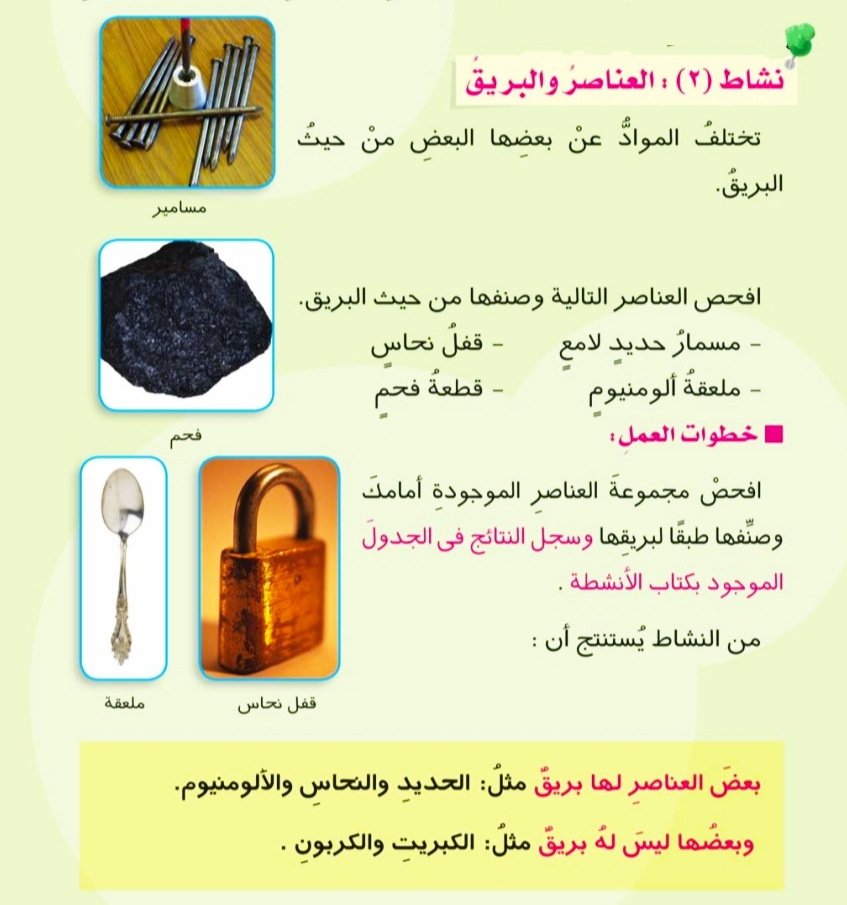 نشاط (٢) : العناصرُ والبريقُ
تختلفُ الموادُّ عنْ بعضِها البعضِ منْ حيثُ
البريقُ.
مسامير
افحص العناصر التالية وصنفها من حيث البريق.
– مسمارُ حديدٍ لامعٍ – قفلُ نحاسٍ
– ملعقةُ ألومنيومٍ – قطعةُ فحمٍ
فحم
خطوات العمل:
افحصْ مجموعةَ العناصرِ الموجودةِ أمامكَ
وصنِّفها طبقًا لبريقِها وسجل النتائج فى الجدولَ
الموجود بكتاب الأنشطة .
من النشاط يُستنتج أن :
قفل نحاس
ملعقة
بعضَ العناصرِ لها بريقٌ مثلُ: الحديدِ والنحاسِ والألومنيوم.
وبعضُها ليسَ لهُ بريقٌ مثلُ: الكبريتِ والكربونِ .